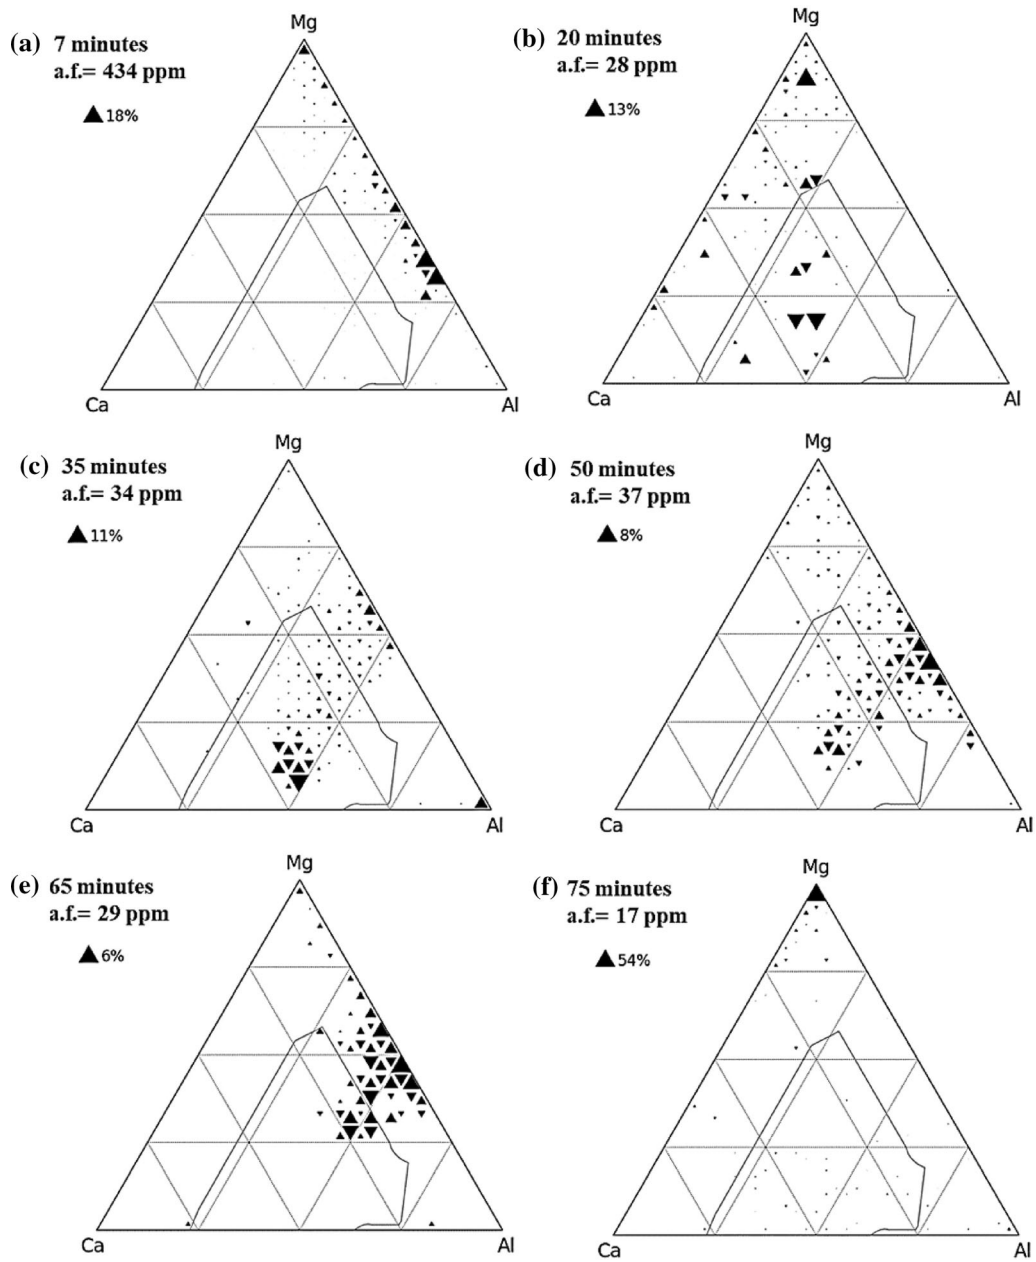 (a) 7 minutes
a.f.= 434 ppm
18%
Mg
Ca
Al
(b) 20 minutes
a.f.= 28 ppm
13%
Mg
Ca
Al
(c) 35 minutes
a.f.= 34 ppm
11%
Mg
Ca
Al
(d) 50 minutes
a.f.= 37 ppm
8%
Mg
Ca
Al
(e) 65 minutes
a.f.= 29 ppm
6%
Mg
Ca
Al
(f) 75 minutes
a.f.= 17 ppm
54%
Mg
Ca
Al